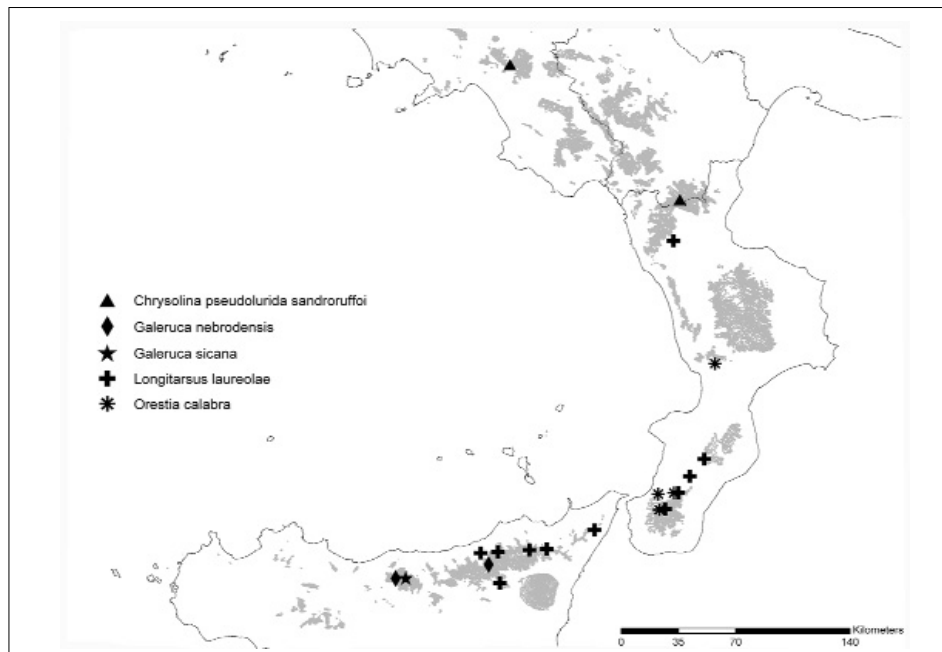 Chrysolina pseudolurida sandroruffoi
Galeruca nebrodensis
Galeruca sicana
Longitarsus laureolae
Orestia calabra
Kilometers
0 35 70 140